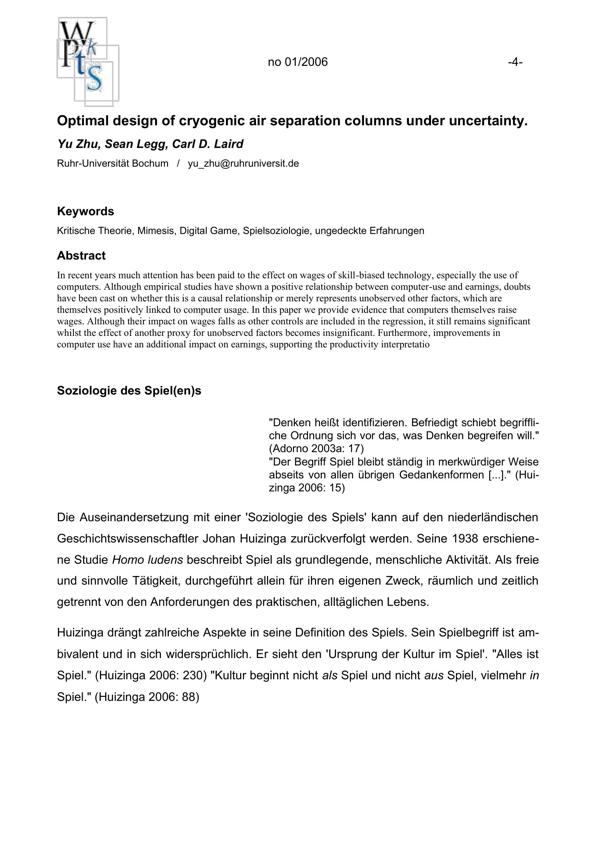 W
P k
t s
S
no 01/2006 -4-
Optimal design of cryogenic air separation columns under uncertainty.
Yu Zhu, Sean Legg, Carl D. Laird
Ruhr-Universität Bochum / yu_zhu@ruhruniversit.de
Keywords
Kritische Theorie, Mimesis, Digital Game, Spielsoziologie, ungedeckte Erfahrungen
Abstract
In recent years much attention has been paid to the effect on wages of skill-biased technology, especially the use of
computers. Although empirical studies have shown a positive relationship between computer-use and earnings, doubts
have been cast on whether this is a causal relationship or merely represents unobserved other factors, which are
themselves positively linked to computer usage. In this paper we provide evidence that computers themselves raise
wages. Although their impact on wages falls as other controls are included in the regression, it still remains significant
whilst the effect of another proxy for unobserved factors becomes insignificant. Furthermore, improvements in
computer use have an additional impact on earnings, supporting the productivity interpretatio
Soziologie des Spiel(en)s
"Denken heißt identifizieren. Befriedigt schiebt begriffli-
che Ordnung sich vor das, was Denken begreifen will."
(Adorno 2003a: 17)
"Der Begriff Spiel bleibt ständig in merkwürdiger Weise
abseits von allen übrigen Gedankenformen [...]." (Hui-
zinga 2006: 15)
Die Auseinandersetzung mit einer 'Soziologie des Spiels' kann auf den niederländischen
Geschichtswissenschaftler Johan Huizinga zurückverfolgt werden. Seine 1938 erschiene-
ne Studie Homo ludens beschreibt Spiel als grundlegende, menschliche Aktivität. Als freie
und sinnvolle Tätigkeit, durchgeführt allein für ihren eigenen Zweck, räumlich und zeitlich
getrennt von den Anforderungen des praktischen, alltäglichen Lebens.
Huizinga drängt zahlreiche Aspekte in seine Definition des Spiels. Sein Spielbegriff ist am-
bivalent und in sich widersprüchlich. Er sieht den 'Ursprung der Kultur im Spiel'. "Alles ist
Spiel." (Huizinga 2006: 230) "Kultur beginnt nicht als Spiel und nicht aus Spiel, vielmehr in
Spiel." (Huizinga 2006: 88)